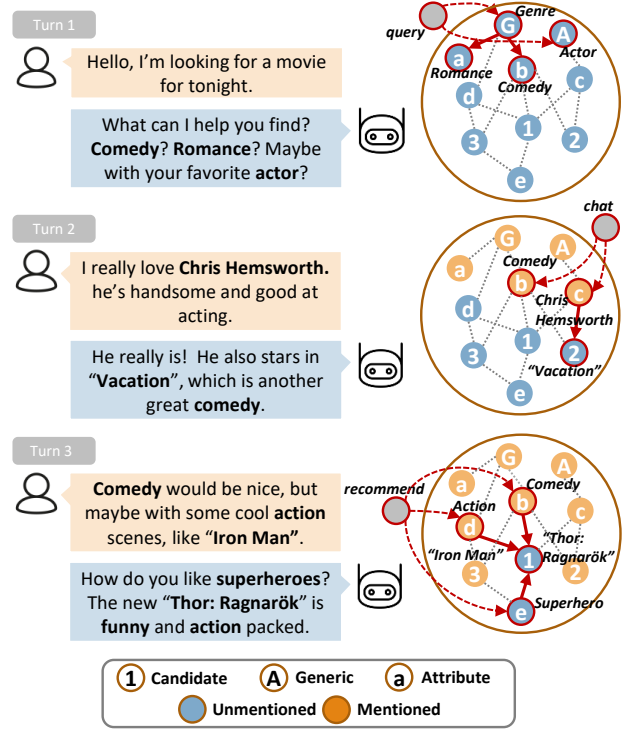 Turn 1
Hello, I'm looking for a movie
for tonight.
What can I help you find?
Comedy? Romance? Maybe
with your favorite actor?
query
Genre
G
A
Actor
a
Romance
b
Comedy
c
d
1
3
2
e
Turn 2
I really love Chris Hemsworth.
he's handsome and good at
acting.
He really is! He also stars in
"Vacation", which is another
great comedy.
chat
G
A
Comedy
a
b
Chris
c
Hemsworth
d
1
3
2
"Vacation"
e
Turn 3
Comedy would be nice, but
maybe with some cool action
scenes, like "Iron Man".
How do you like superheroes?
The new "Thor: Ragnarök" is
funny and action packed.
recommend
G
A
a
Comedy
b
Action
c
d
"Thor:
Ragnarök"
"Iron Man"
1
3
2
e
Superhero
1 Candidate
A Generic
a Attribute
Unmentioned
Mentioned